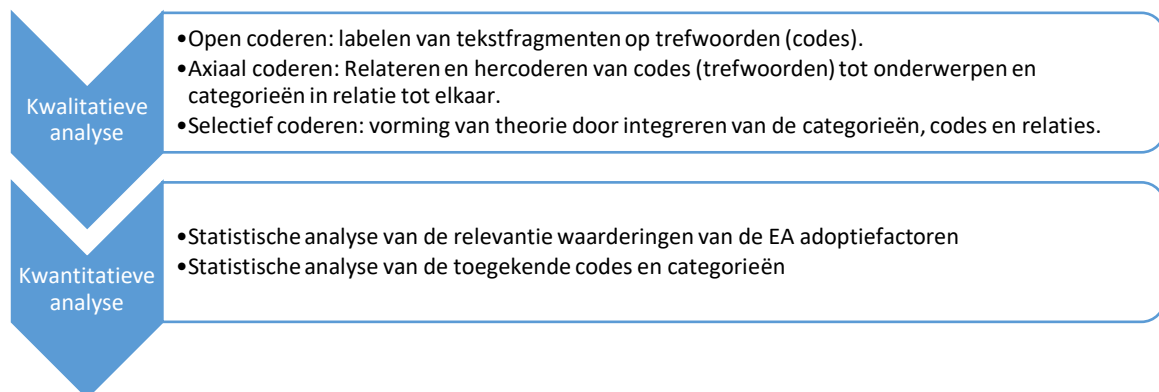 Kwalitatieve
analyse
•Open coderen: labelen van tekstfragmenten op trefwoorden (codes).
•Axiaal coderen: Relateren en hercoderen van codes (trefwoorden) tot onderwerpen en
categorieën in relatie tot elkaar.
•Selectief coderen: vorming van theorie door integreren van de categorieën, codes en relaties.
Kwantitatieve
analyse
•Statistische analyse van de relevantie waarderingen van de EA adoptiefactoren
•Statistische analyse van de toegekende codes en categorieën